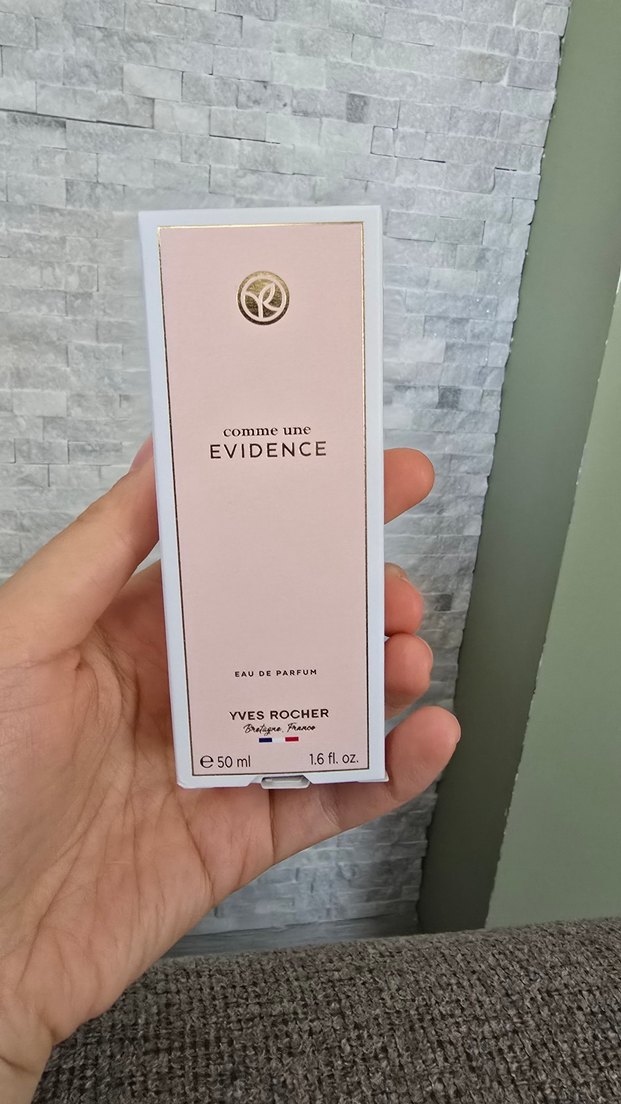 comme une
EVIDENCE
EAU DE PARFUM
YVES ROCHER
Bretagne, France
℮ 50 ml 1.6 fl. oz.